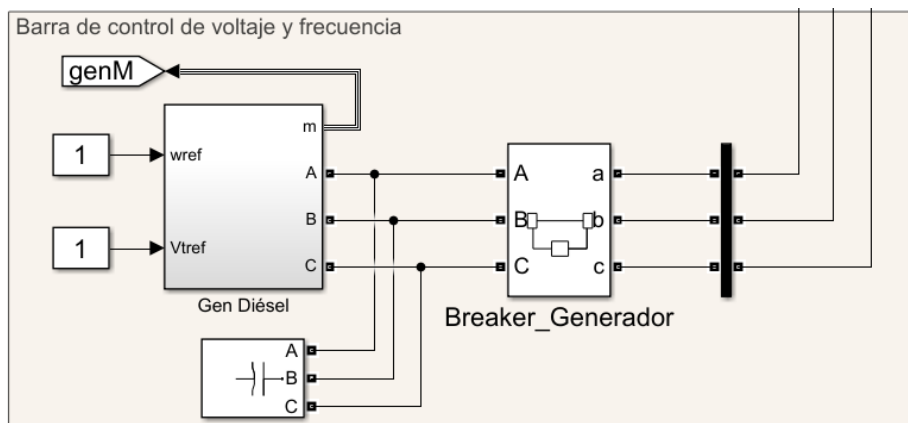 Barra de control de voltaje y frecuencia
genM
m
1
wref
A
A
a
B
B
b
1
Vtref
C
C
c
Gen Diésel
Breaker_Generador
A
B
C